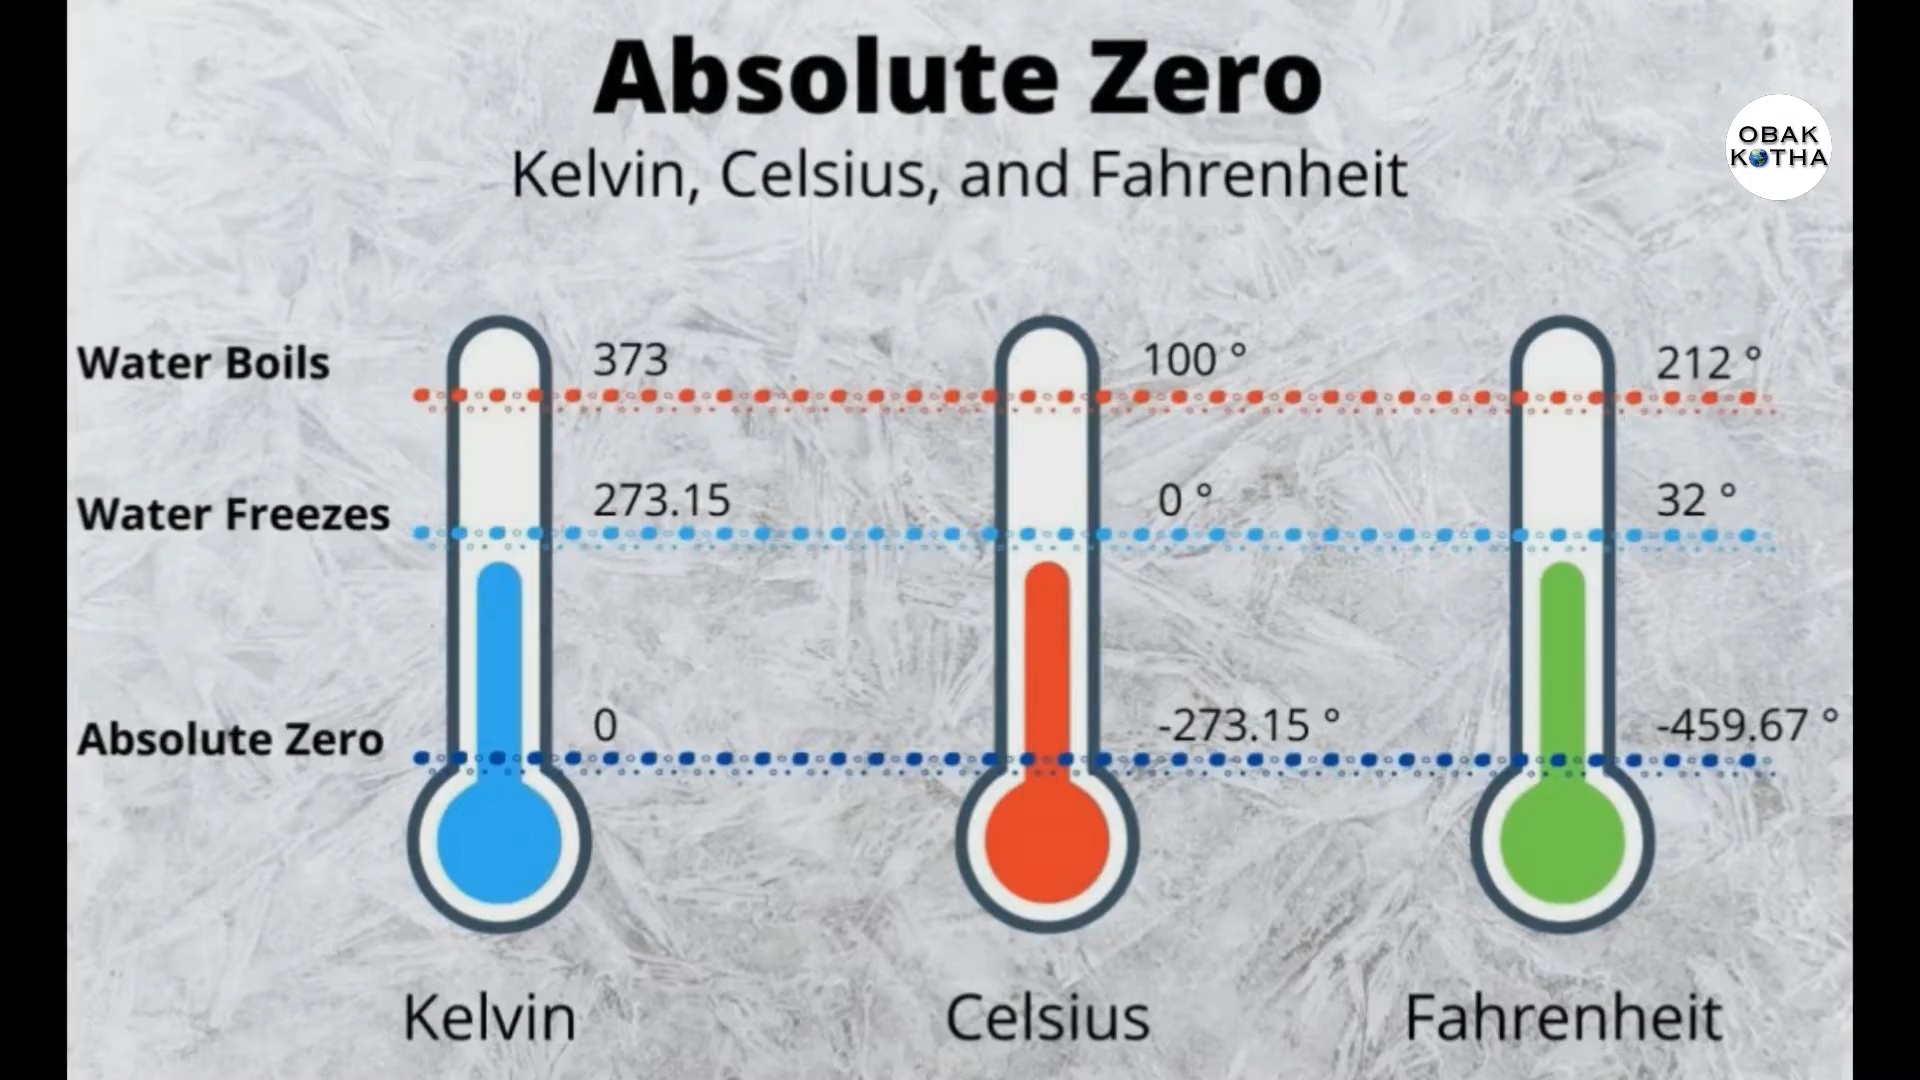 Absolute Zero
Kelvin, Celsius, and Fahrenheit
OBAK
KOTHA
Water Boils 373 100 ° 212 °
Water Freezes 273.15 0 ° 32 °
Absolute Zero 0 -273.15 ° -459.67 °
Kelvin Celsius Fahrenheit